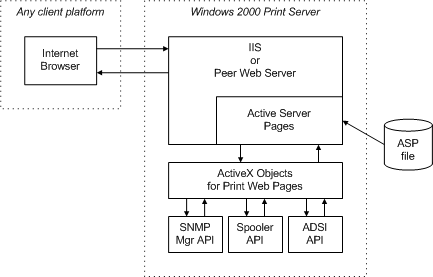 Any client platform
Windows 2000 Print Server
Internet
Browser
IIS
or
Peer Web Server
Active Server
Pages
ASP
file
ActiveX Objects
for Print Web Pages
SNMP
Mgr API
Spooler
API
ADSI
API